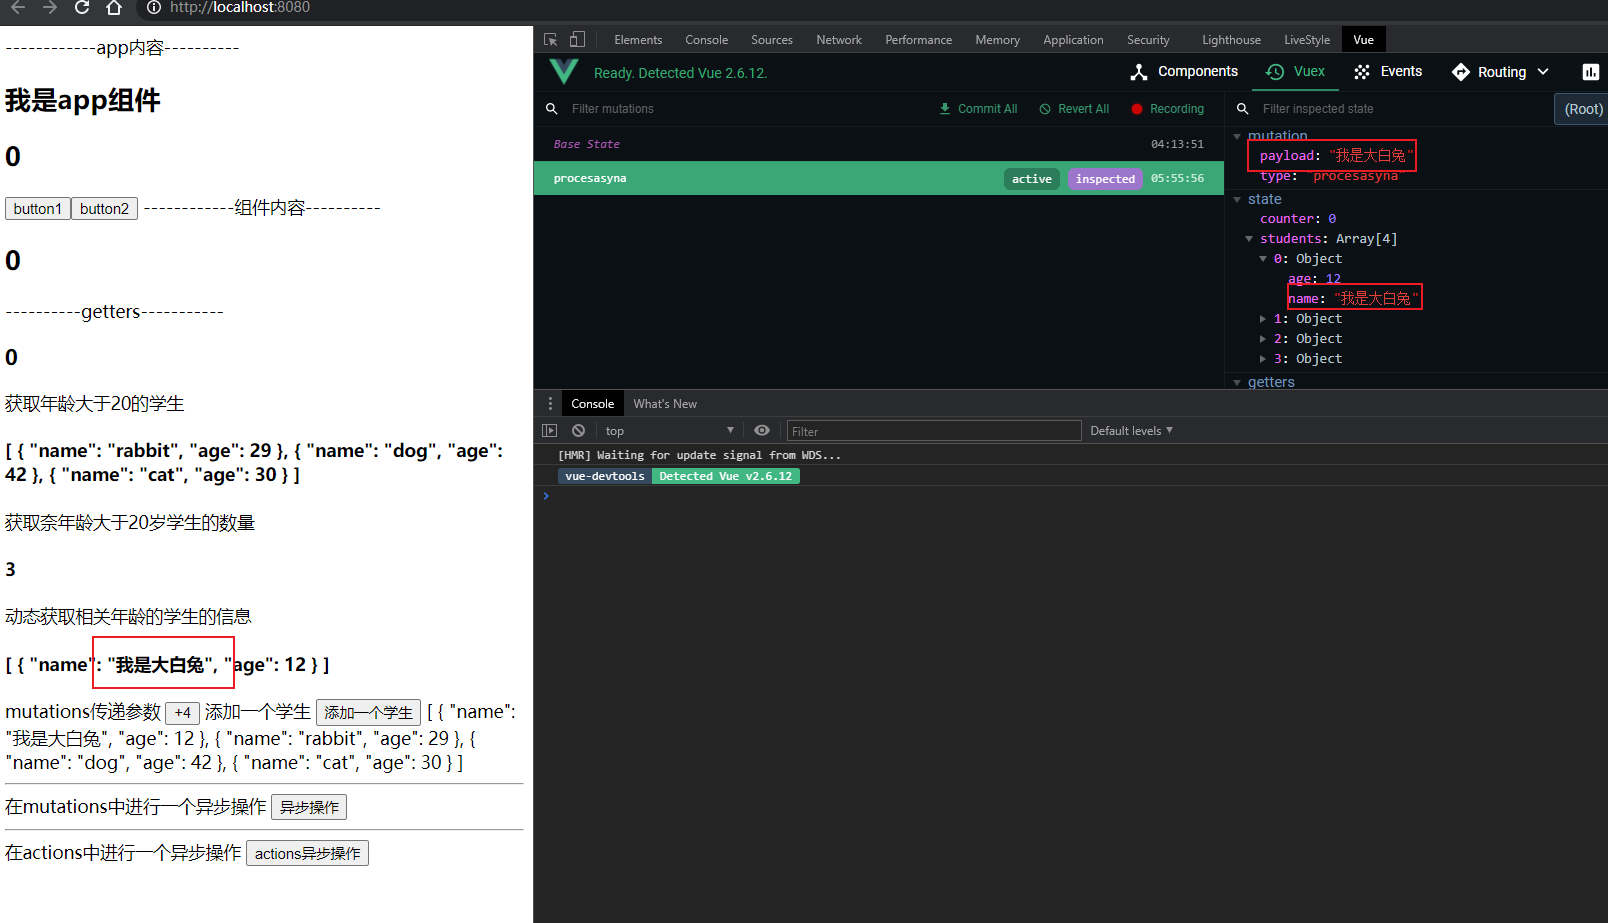 http://localhost:8080
------------app内容----------
我是app组件
0
button1 button2 ------------组件内容----------
0
----------getters-----------
0
获取年龄大于20的学生
[ { "name": "rabbit", "age": 29 }, { "name": "dog", "age":
42 }, { "name": "cat", "age": 30 } ]
获取奈年龄大于20岁学生的数量
3
动态获取相关年龄的学生的信息
[ { "name": "我是大白兔", "age": 12 } ]
mutations传递参数 +4 添加一个学生 添加一个学生 [ { "name":
"我是大白兔", "age": 12 }, { "name": "rabbit", "age": 29 }, {
"name": "dog", "age": 42 }, { "name": "cat", "age": 30 } ]
在mutations中进行一个异步操作 异步操作
在actions中进行一个异步操作 actions异步操作
Elements Console Sources Network Performance Memory Application Security Lighthouse LiveStyle Vue
Ready. Detected Vue 2.6.12. Components Vuex Events Routing
Filter mutations Commit All Revert All Recording
Base State 04:13:51
procesasyna active inspected 05:55:56
Filter inspected state (Root)
mutation
payload: "我是大白兔"
type: "procesasyna"
state
counter: 0
students: Array[4]
0: Object
age: 12
name: "我是大白兔"
1: Object
2: Object
3: Object
getters
Console What's New
top Filter Default levels
[HMR] Waiting for update signal from WDS...
vue-devtools Detected Vue v2.6.12